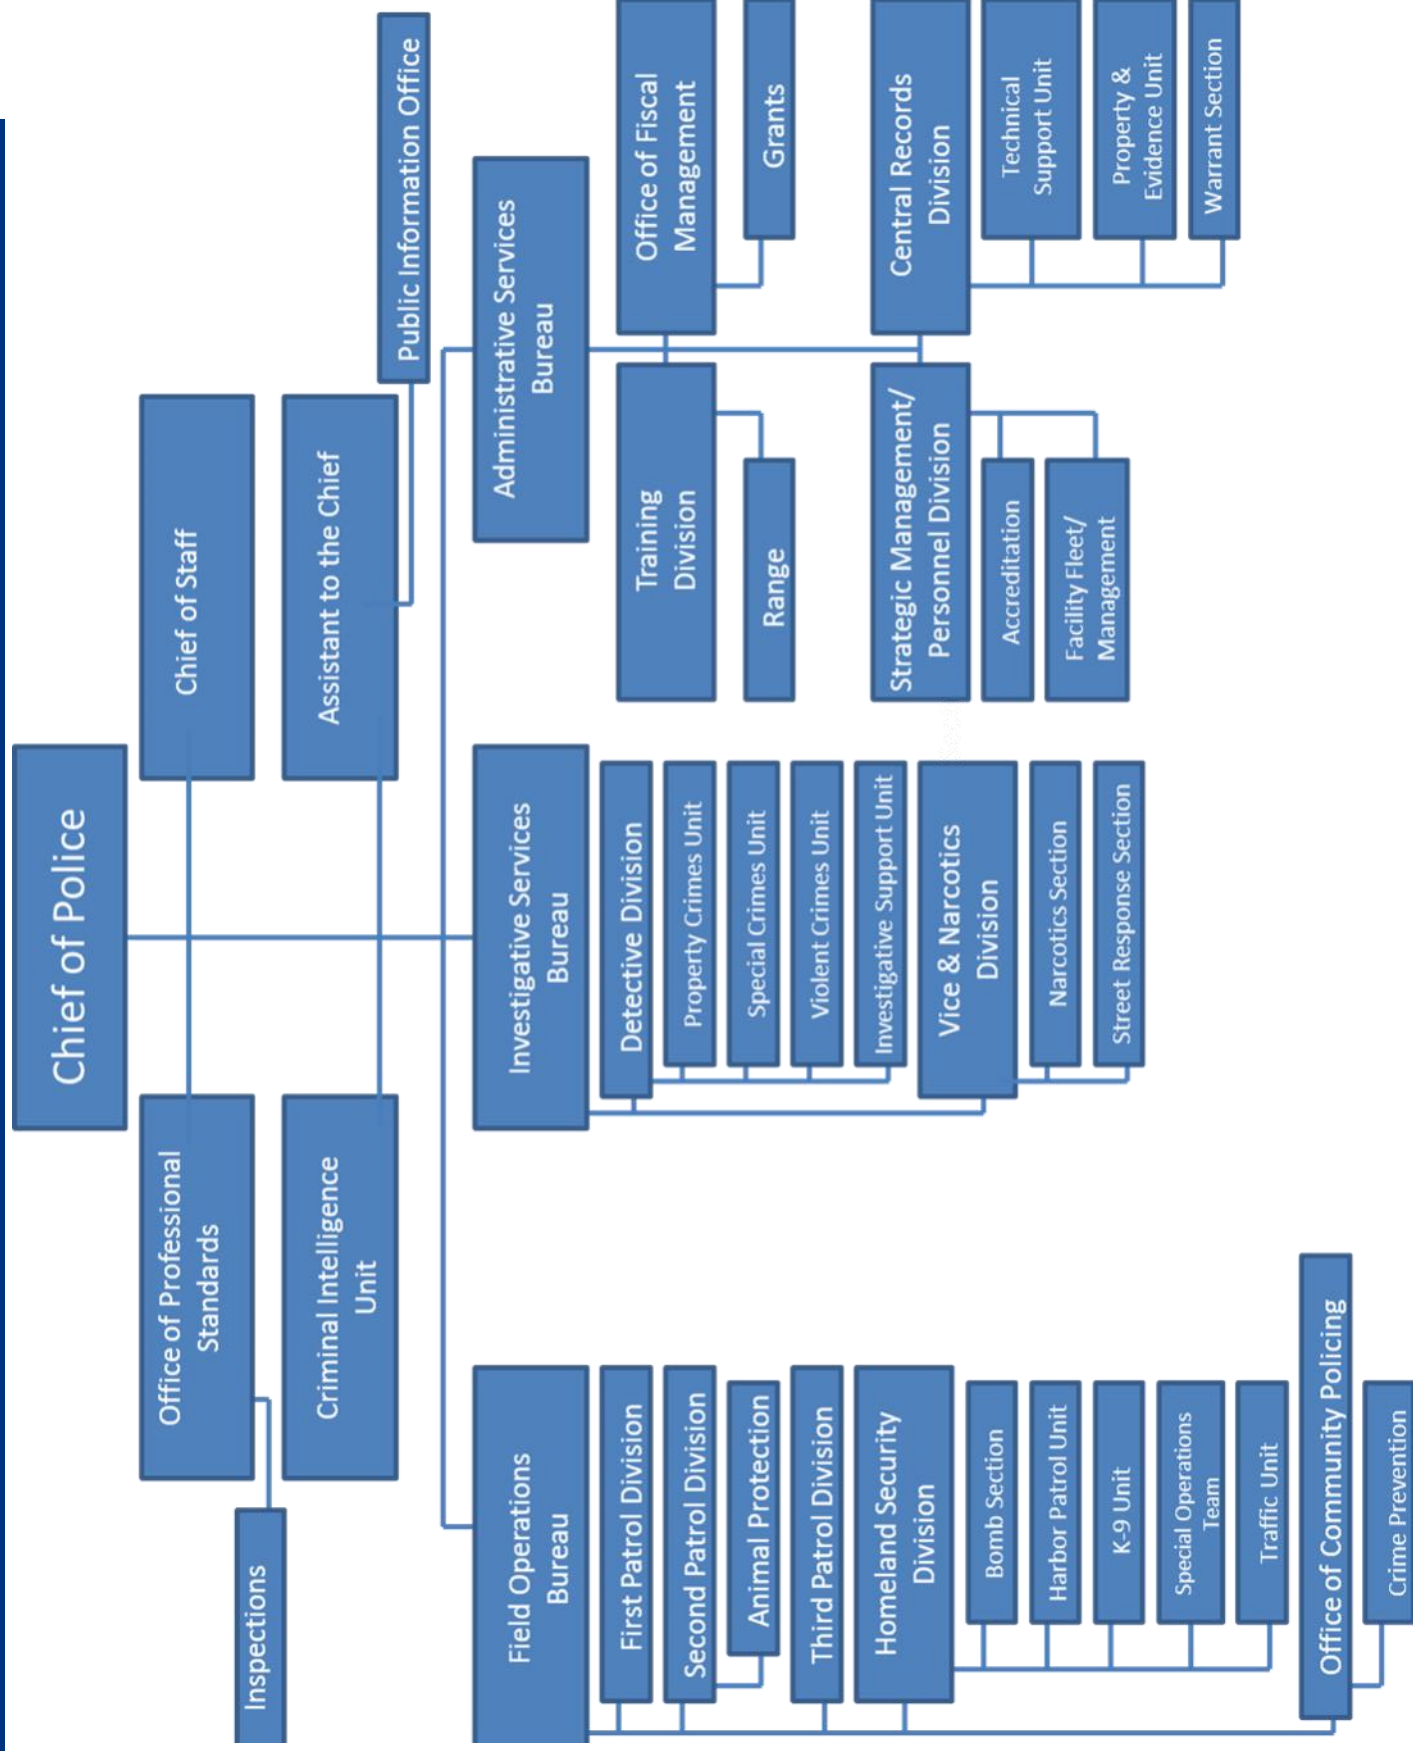 Chief of Police
Office of Professional
Standards
Chief of Staff
Inspections
Criminal Intelligence
Unit
Assistant to the Chief
Public Information Office
Field Operations
Bureau
First Patrol Division
Second Patrol Division
Animal Protection
Third Patrol Division
Homeland Security
Division
Bomb Section
Harbor Patrol Unit
K-9 Unit
Special Operations
Team
Traffic Unit
Office of Community Policing
Crime Prevention
Investigative Services
Bureau
Detective Division
Property Crimes Unit
Special Crimes Unit
Violent Crimes Unit
Investigative Support Unit
Vice & Narcotics
Division
Narcotics Section
Street Response Section
Administrative Services
Bureau
Training
Division
Range
Office of Fiscal
Management
Grants
Strategic Management/
Personnel Division
Accreditation
Facility Fleet/
Management
Central Records
Division
Technical
Support Unit
Property &
Evidence Unit
Warrant Section